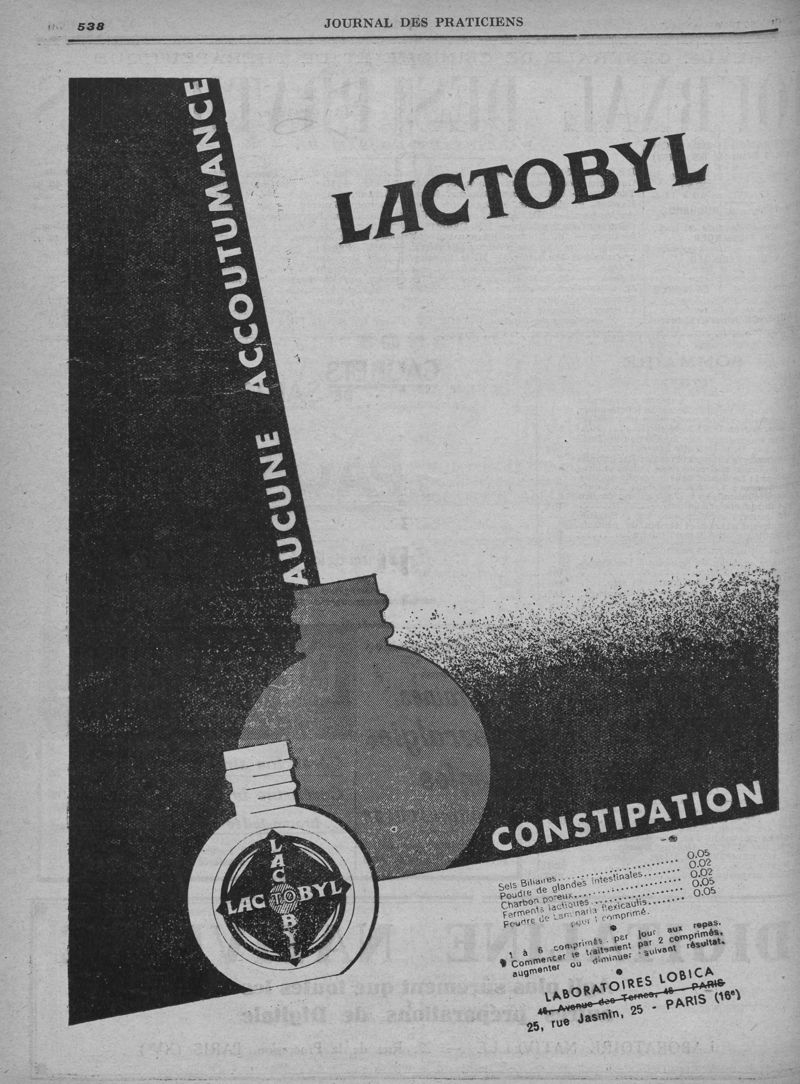 538
JOURNAL DES PRATICIENS
LACTOBYL
AUCUNE ACCOUTUMANCE
CONSTIPATION
LACTOBYL
LACTOBYL
Sels Biliaires........................ 0.05
Poudre de glandes intestinales........ 0.02
Charbon poreux........................ 0.02
Ferments lactiques.................... 0.05
Poudre de Laminaria flexicaulis....... 0.05
pour 1 comprimé.
1 à 6 comprimés par jour aux repas.
Commencer le traitement par 2 comprimés,
augmenter ou diminuer suivant résultat.
LABORATOIRES LOBICA
46, Avenue des Ternes, 46 - PARIS
25, rue Jasmin, 25 - PARIS (16e)